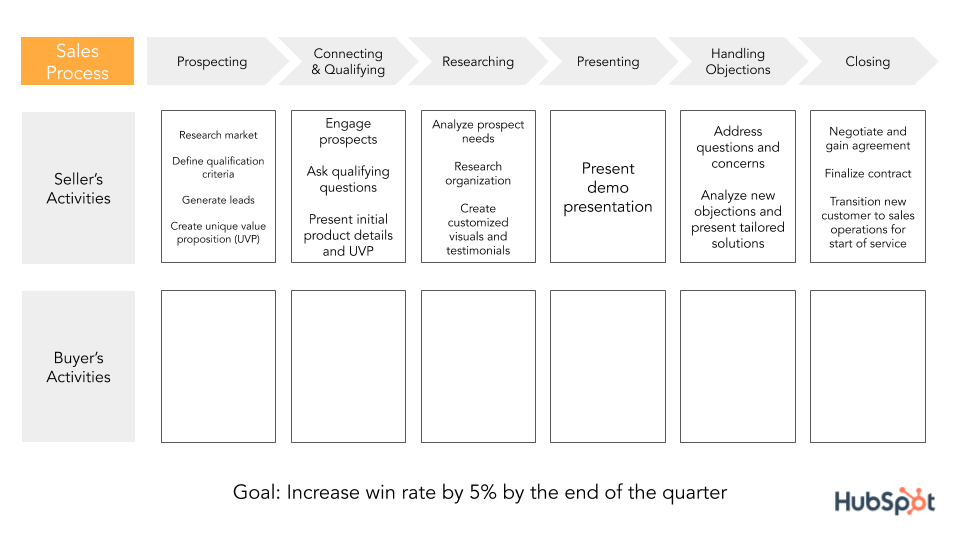 Sales
Process
Prospecting
Connecting
& Qualifying
Researching
Presenting
Handling
Objections
Closing
Seller's
Activities
Research market
Define qualification
criteria
Generate leads
Create unique value
proposition (UVP)
Engage
prospects
Ask qualifying
questions
Present initial
product details
and UVP
Analyze prospect
needs
Research
organization
Create
customized
visuals and
testimonials
Present
demo
presentation
Address
questions and
concerns
Analyze new
objections and
present tailored
solutions
Negotiate and
gain agreement
Finalize contract
Transition new
customer to sales
operations for
start of service
Buyer's
Activities
Goal: Increase win rate by 5% by the end of the quarter
HubSpot